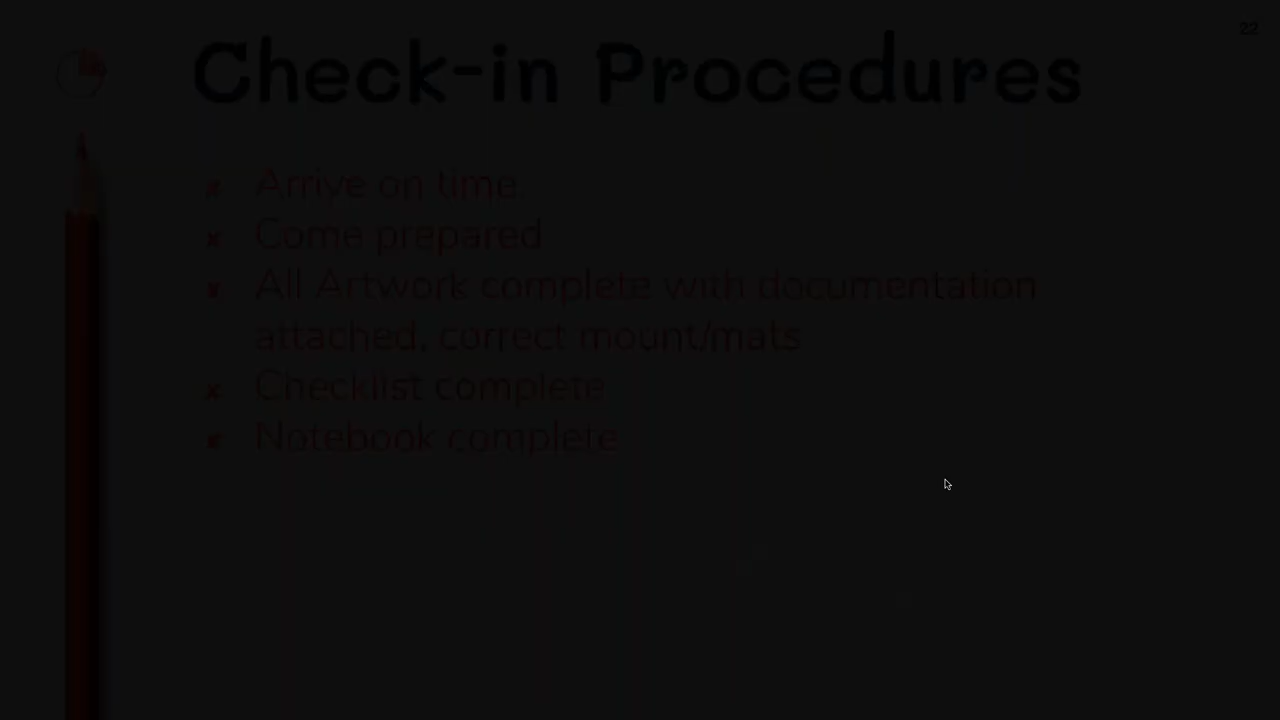 22
Check-in Procedures
Arrive on time.
Come prepared
All Artwork complete with documentation
attached, correct mount/mats
Checklist complete
Notebook complete